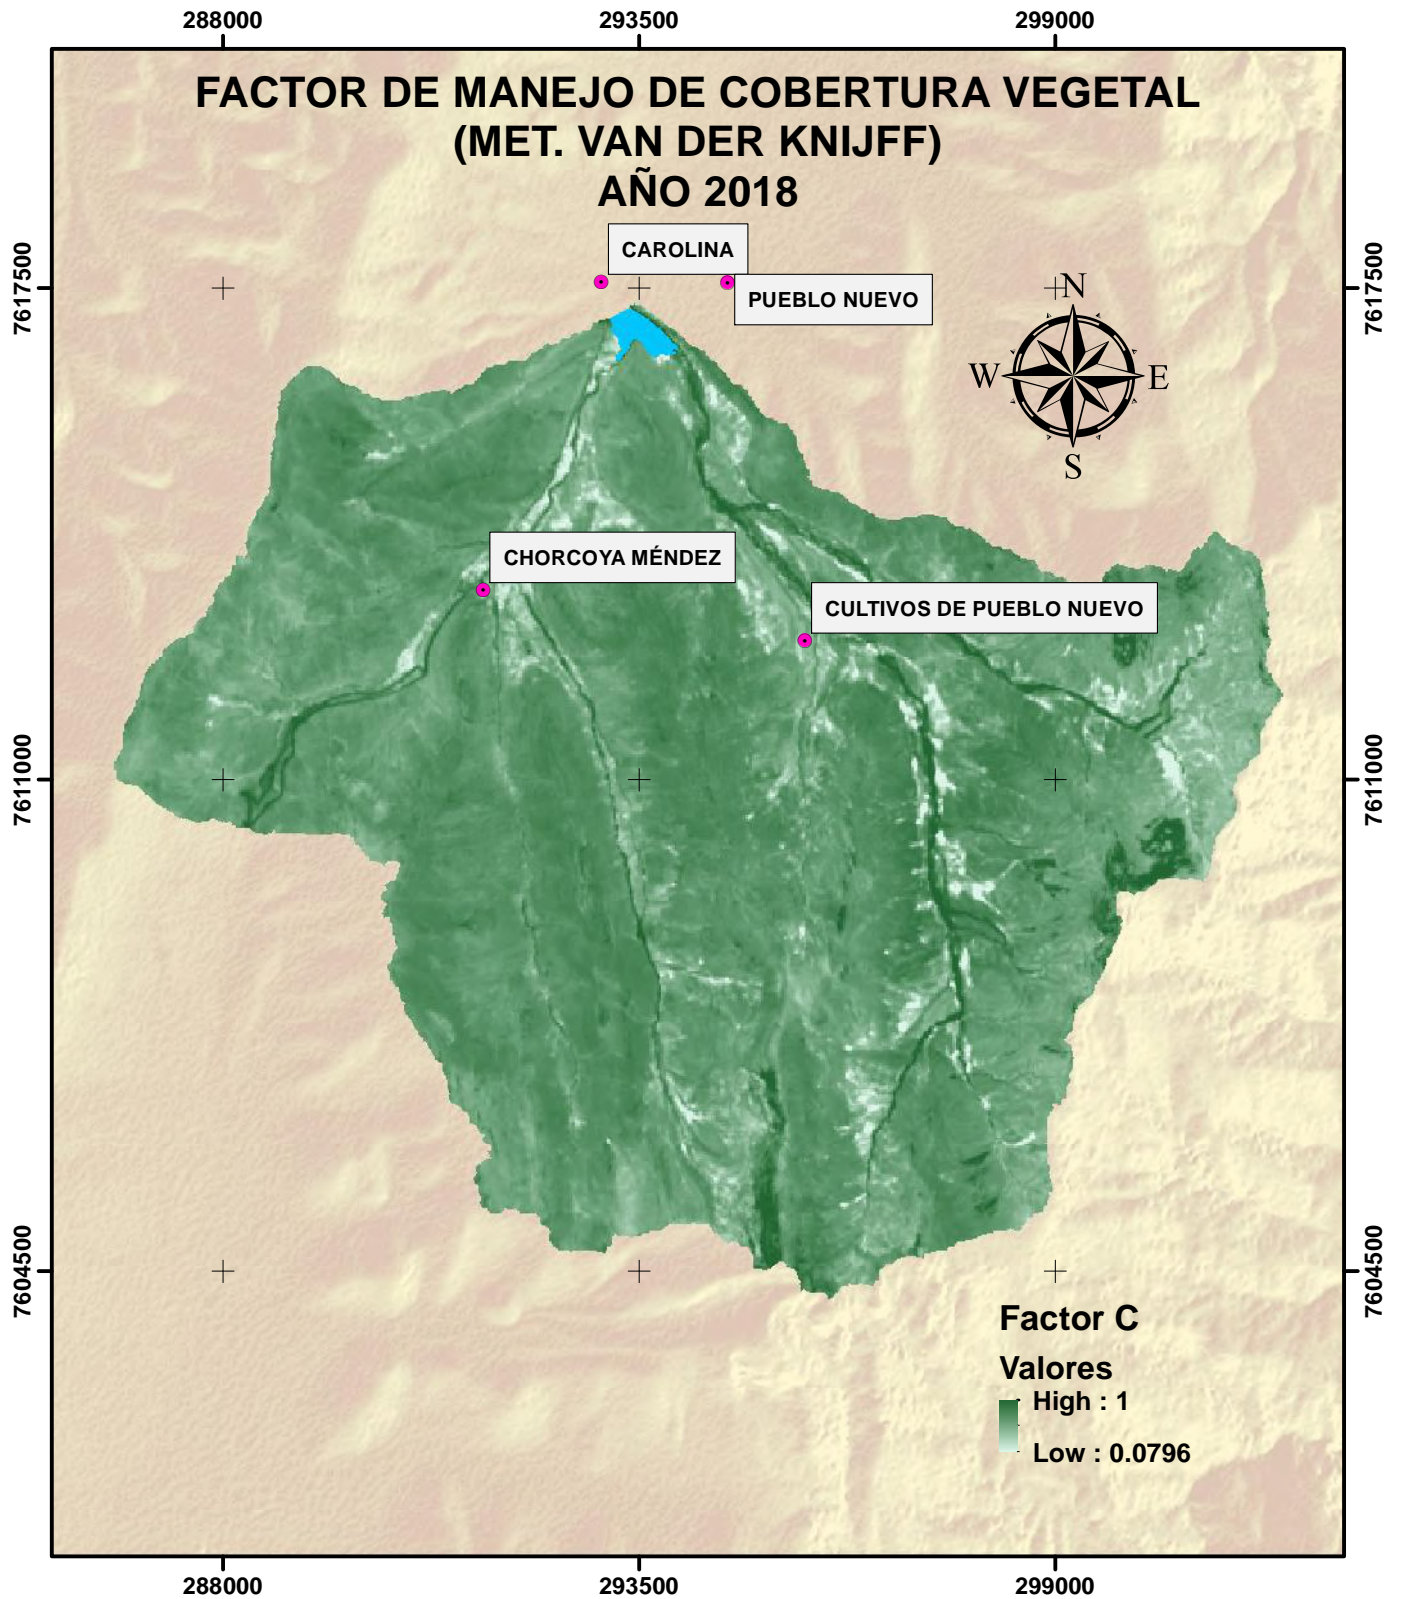 288000
293500
299000
FACTOR DE MANEJO DE COBERTURA VEGETAL
(MET. VAN DER KNIJFF)
AÑO 2018
CAROLINA
PUEBLO NUEVO
7617500
7617500
N
W
E
S
CHORCOYA MÉNDEZ
CULTIVOS DE PUEBLO NUEVO
7611000
7611000
7604500
7604500
Factor C
Valores
High : 1
Low : 0.0796
288000
293500
299000